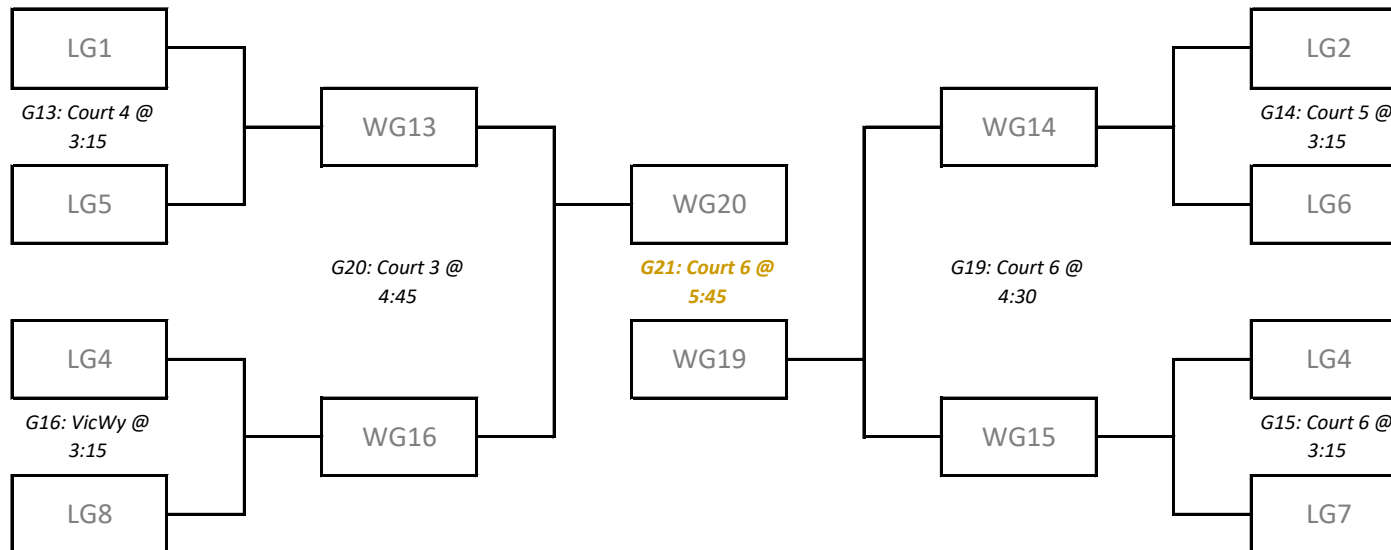 LG1
LG2
G13: Court 4 @
3:15
WG13
WG14
G14: Court 5 @
3:15
LG5
WG20
LG6
G20: Court 3 @
4:45
G21: Court 6 @
5:45
G19: Court 6 @
4:30
LG4
WG19
LG4
G16: VicWy @
3:15
WG16
WG15
G15: Court 6 @
3:15
LG8
LG7